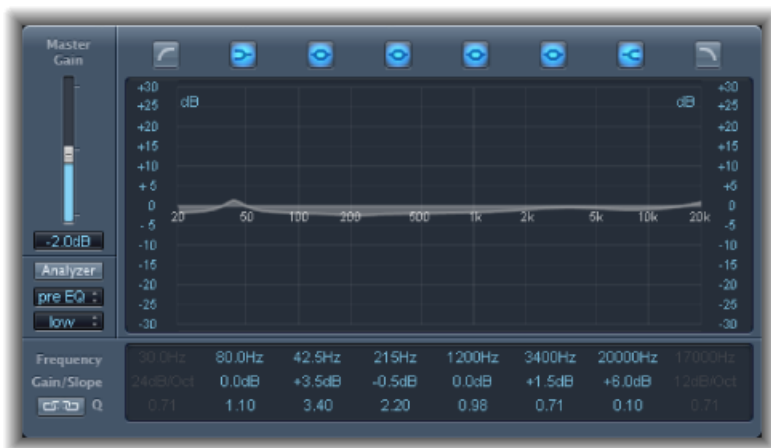 Master
Gain
+30
+25
+20
+15
+10
+5
0
-5
-10
-15
-20
-25
-30
dB
20 50 100 200 500 1k 2k 5k 10k 20k
dB
+30
+25
+20
+15
+10
+5
0
-5
-10
-15
-20
-25
-30
-2.0dB
Analyzer
pre EQ
low
Frequency 30.0Hz 80.0Hz 42.5Hz 215Hz 1200Hz 3400Hz 20000Hz 17000Hz
Gain/Slope 24dB/Oct 0.0dB +3.5dB -0.5dB 0.0dB +1.5dB +6.0dB 12dB/Oct
Q 0.71 1.10 3.40 2.20 0.98 0.71 0.10 0.71